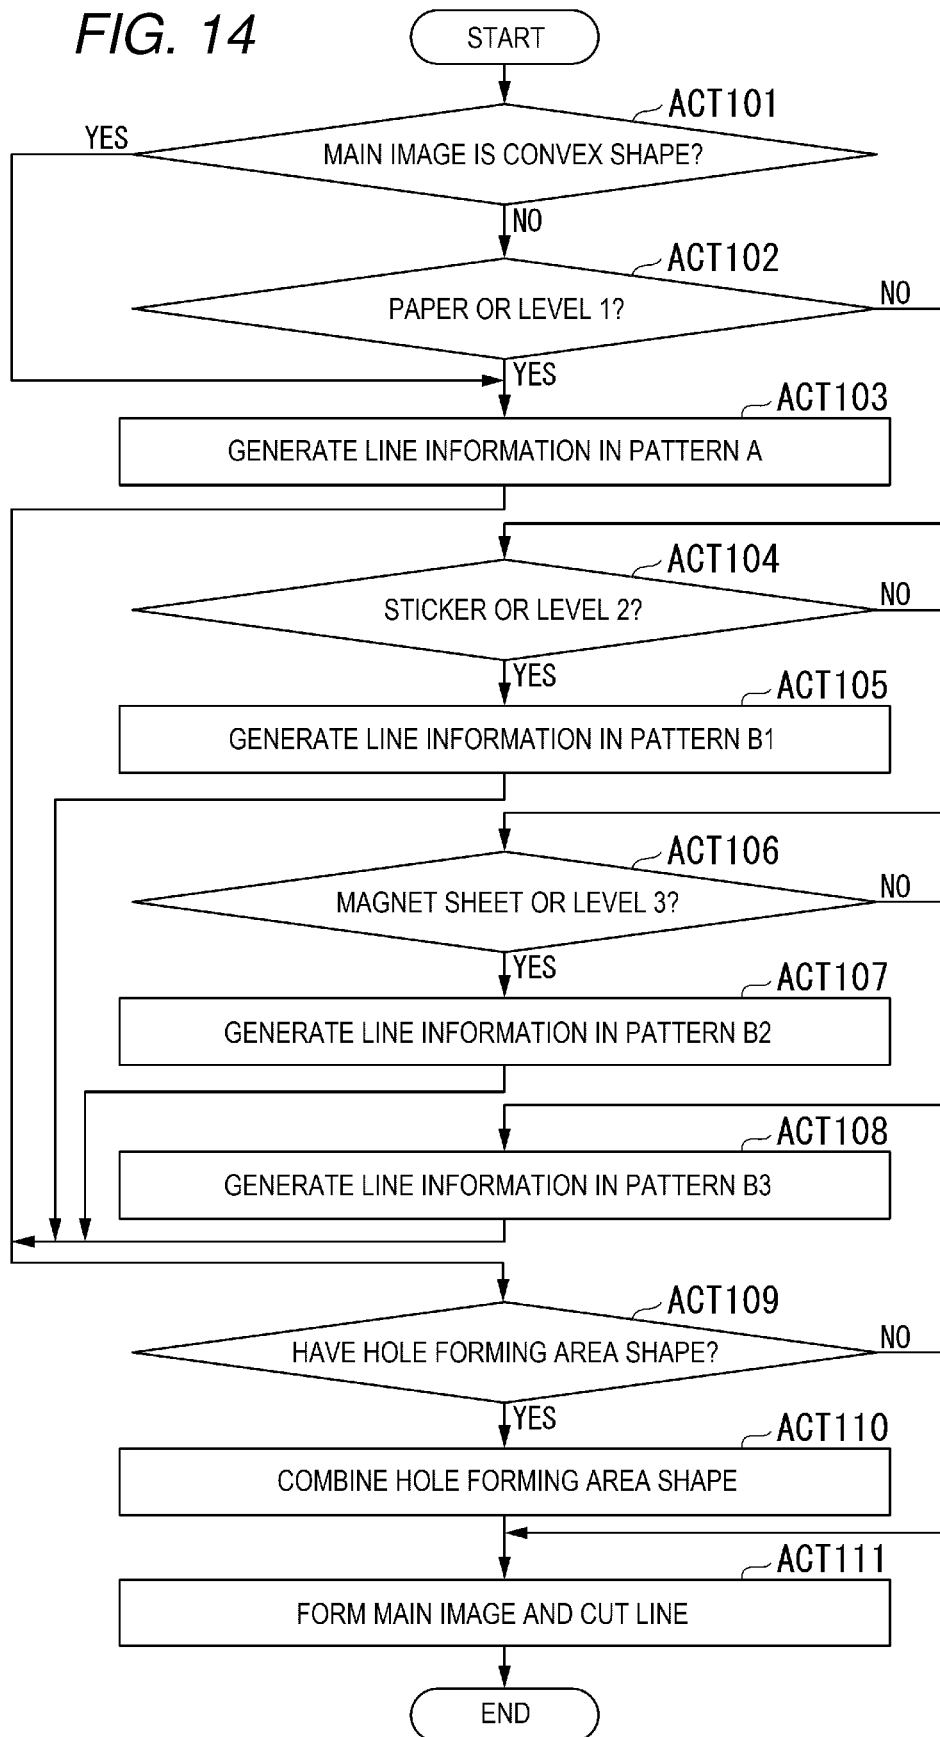 FIG. 14
START
ACT101
YES
MAIN IMAGE IS CONVEX SHAPE?
NO
ACT102
NO
PAPER OR LEVEL 1?
YES
ACT103
GENERATE LINE INFORMATION IN PATTERN A
ACT104
NO
STICKER OR LEVEL 2?
YES
ACT105
GENERATE LINE INFORMATION IN PATTERN B1
ACT106
NO
MAGNET SHEET OR LEVEL 3?
YES
ACT107
GENERATE LINE INFORMATION IN PATTERN B2
ACT108
GENERATE LINE INFORMATION IN PATTERN B3
ACT109
NO
HAVE HOLE FORMING AREA SHAPE?
YES
ACT110
COMBINE HOLE FORMING AREA SHAPE
ACT111
FORM MAIN IMAGE AND CUT LINE
END